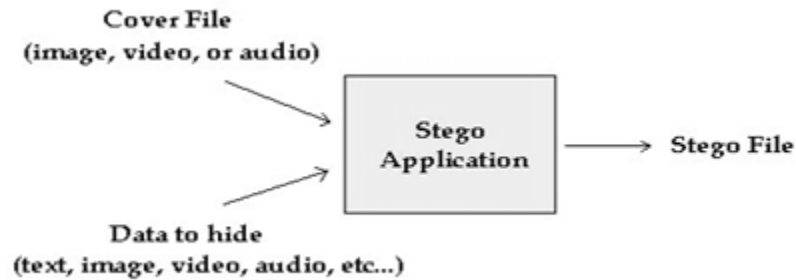 Cover File
(image, video, or audio)
Stego
Application
Stego File
Data to hide
(text, image, video, audio, etc...)